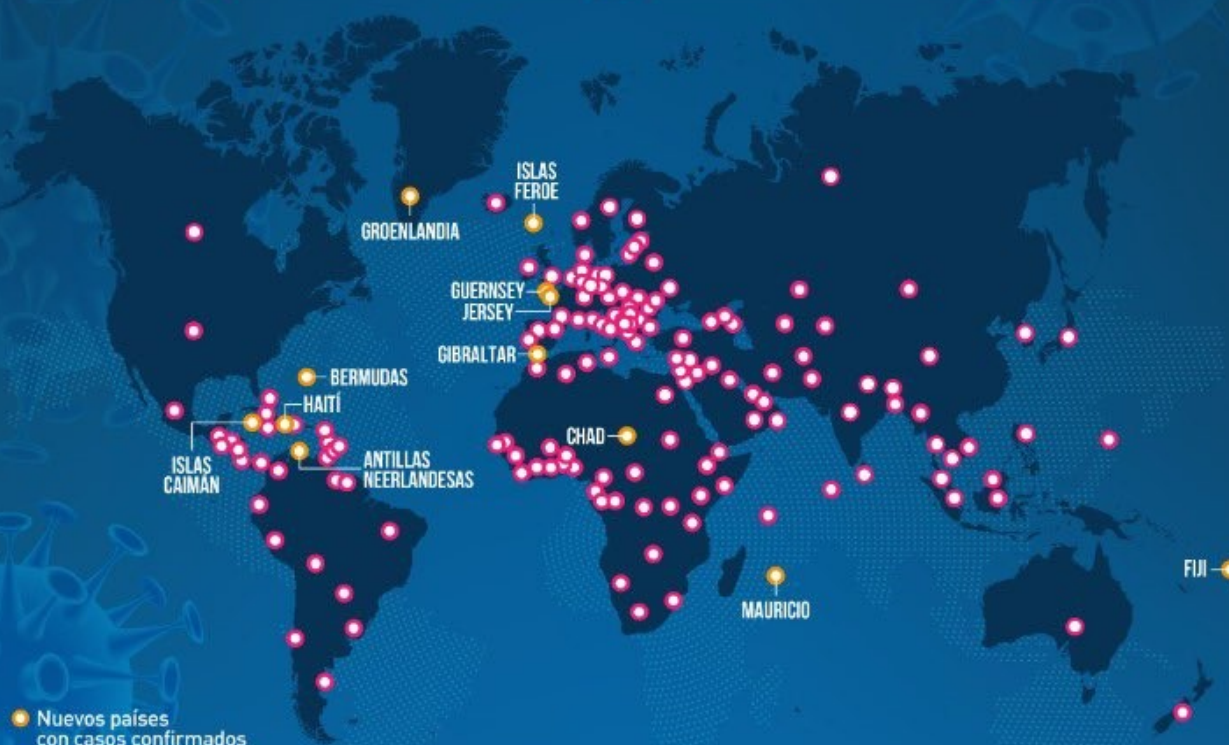 ISLAS
FEROE
GROENLANDIA
GUERNSEY
JERSEY
GIBRALTAR
BERMUDAS
HAITÍ
CHAD
ISLAS
CAIMÁN
ANTILLAS
NEERLANDESAS
FIJI
MAURICIO
Nuevos países
con casos confirmados